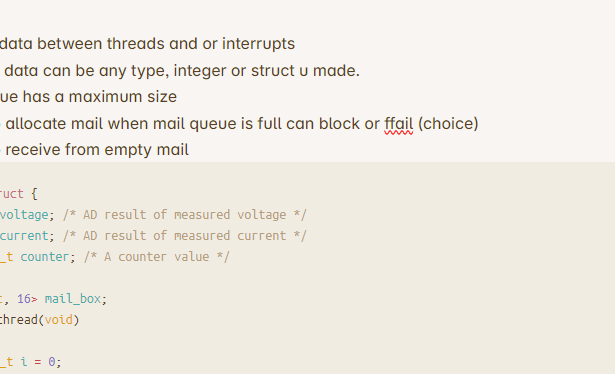 data between threads and or interrupts
data can be any type, integer or struct u made.
ue has a maximum size
allocate mail when mail queue is full can block or ffail (choice)
receive from empty mail
ruct {
voltage; /* AD result of measured voltage */
current; /* AD result of measured current */
_t counter; /* A counter value */
, 16> mail_box;
thread(void)
_t i = 0;